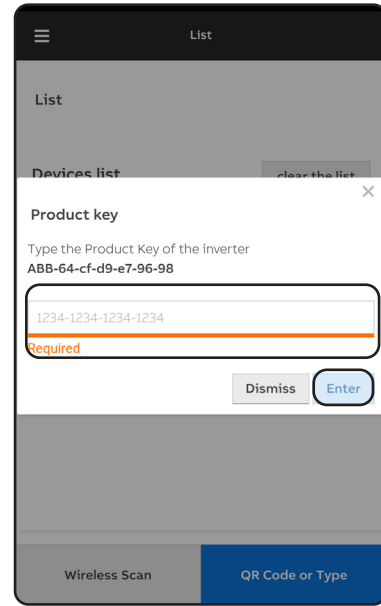 List
List
Devices list
clear the list
Product key
Type the Product Key of the inverter
ABB-64-cf-d9-e7-96-98
1234-1234-1234-1234
Required
Dismiss
Enter
Wireless Scan
QR Code or Type